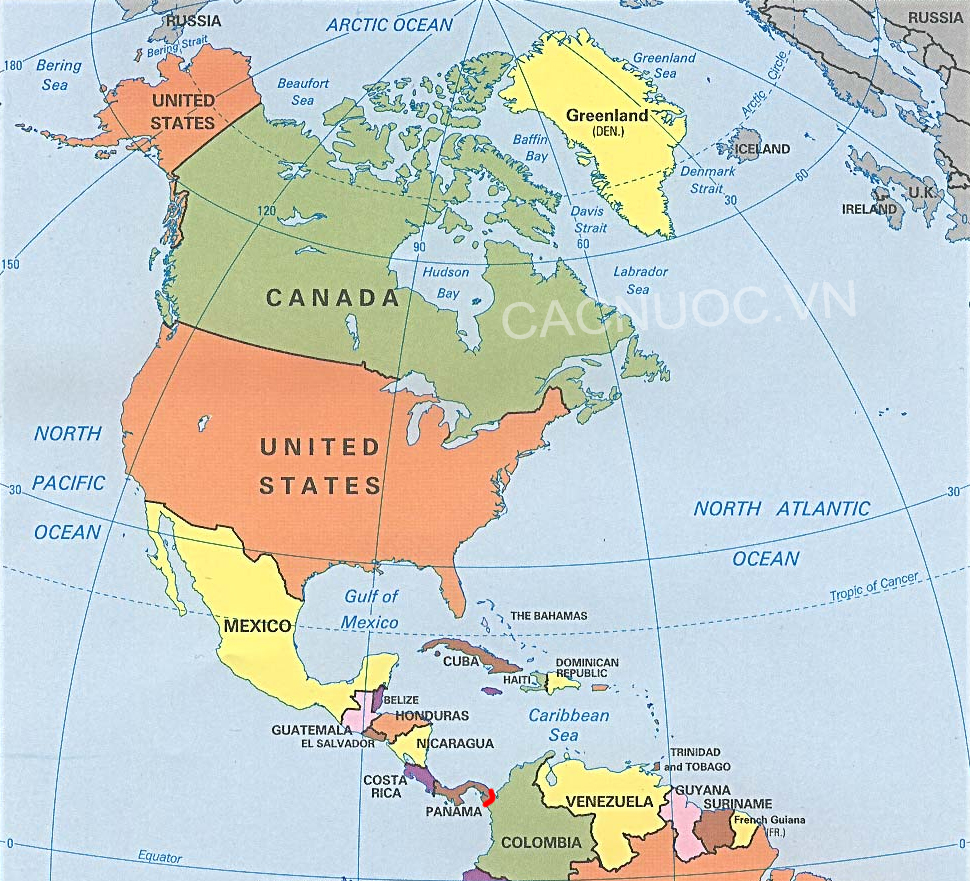 RUSSIA
ARCTIC OCEAN
RUSSIA
Bering Strait
180
Bering
Sea
Beaufort
Sea
Greenland
Sea
UNITED
STATES
Greenland
(DEN.)
Arctic Circle
Baffin
Bay
ICELAND
Denmark
Strait
60
U.K.
IRELAND
0
120
Davis
Strait
30
90
60
150
Hudson
Bay
Labrador
Sea
CANADA
CACNUOC.VN
NORTH
PACIFIC
OCEAN
UNITED
STATES
30
30
NORTH ATLANTIC
OCEAN
Tropic of Cancer
Gulf of
Mexico
THE BAHAMAS
MEXICO
CUBA
DOMINICAN
REPUBLIC
HAITI
BELIZE
HONDURAS
GUATEMALA
EL SALVADOR
NICARAGUA
Caribbean
Sea
COSTA
RICA
PANAMA
TRINIDAD
and TOBAGO
VENEZUELA
GUYANA
SURINAME
French Guiana
(FR.)
COLOMBIA
0
Equator
0